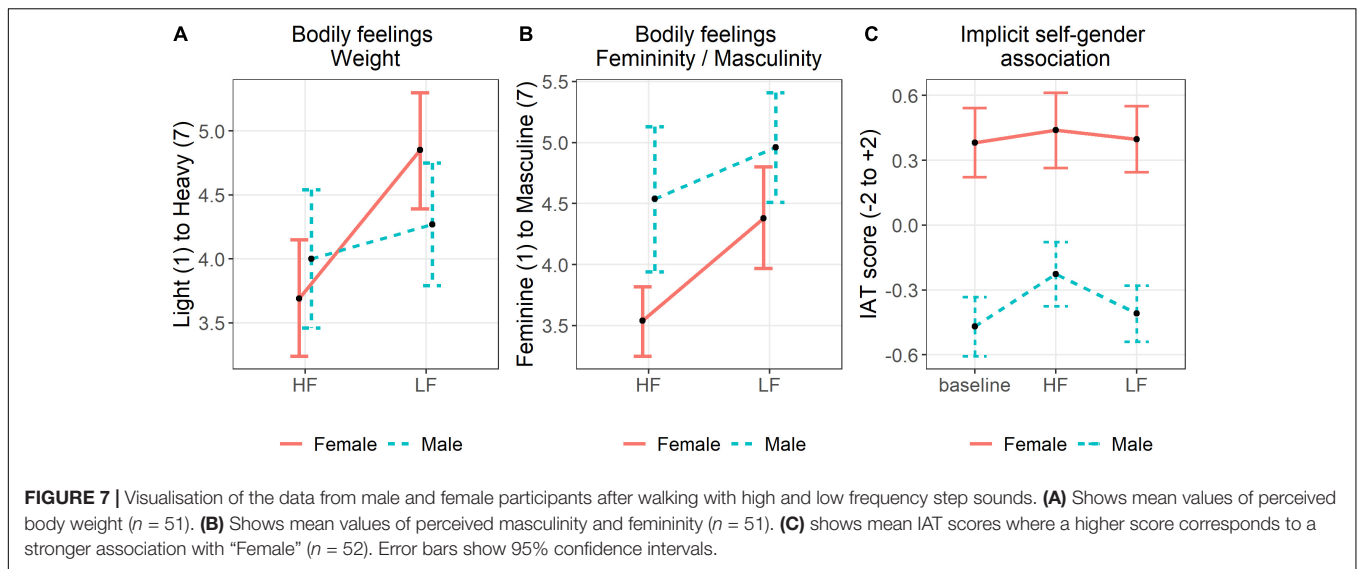 A
Bodily feelings
Weight
Light (1) to Heavy (7)
5.0
4.5
4.0
3.5
HF
LF
Female
Male
B
Bodily feelings
Femininity / Masculinity
Feminine (1) to Masculine (7)
5.5
5.0
4.5
4.0
3.5
HF
LF
Female
Male
C
Implicit self-gender
association
IAT score (-2 to +2)
0.6
0.3
0.0
-0.3
-0.6
baseline
HF
LF
Female
Male
FIGURE 7 | Visualisation of the data from male and female participants after walking with high and low frequency step sounds. (A) Shows mean values of perceived
body weight (n = 51). (B) Shows mean values of perceived masculinity and femininity (n = 51). (C) shows mean IAT scores where a higher score corresponds to a
stronger association with “Female” (n = 52). Error bars show 95% confidence intervals.